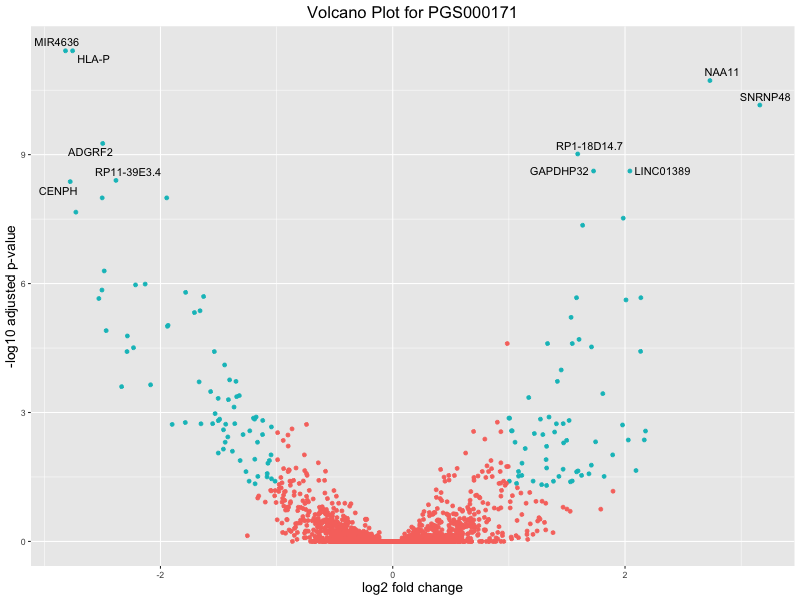 Volcano Plot for PGS000171
MIR4636
HLA-P
NAA11
SNRNP48
ADGRF2
RP1-18D14.7
RP11-39E3.4
GAPDHP32
LINC01389
CENPH
-log10 adjusted p-value
9
6
3
0
-2
0
2
log2 fold change